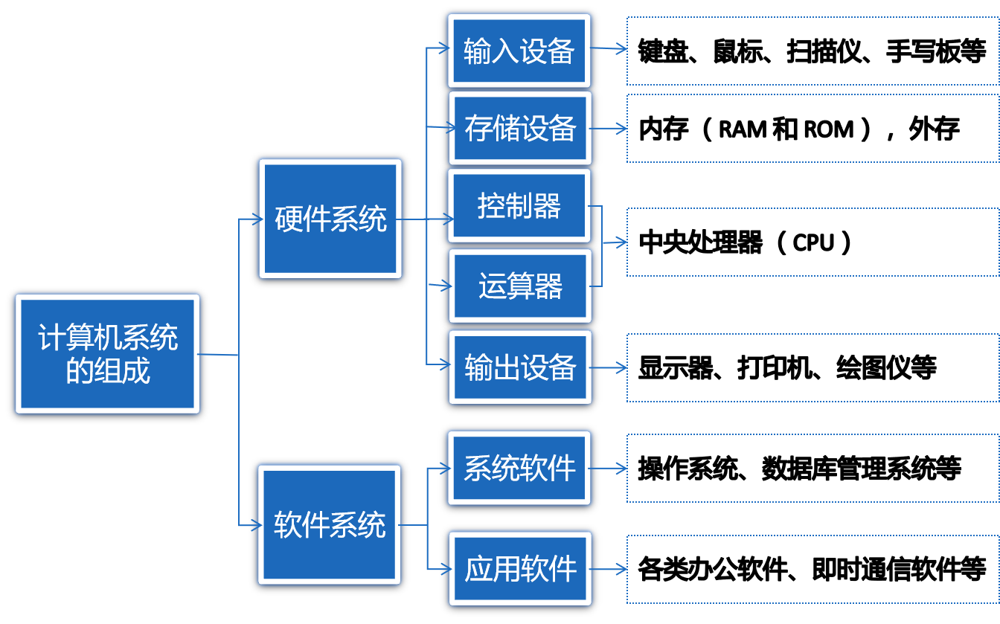 计算机系统
的组成
硬件系统
输入设备
键盘、鼠标、扫描仪、手写板等
存储设备
内存（RAM和ROM），外存
控制器
运算器
中央处理器（CPU）
输出设备
显示器、打印机、绘图仪等
软件系统
系统软件
操作系统、数据库管理系统等
应用软件
各类办公软件、即时通信软件等